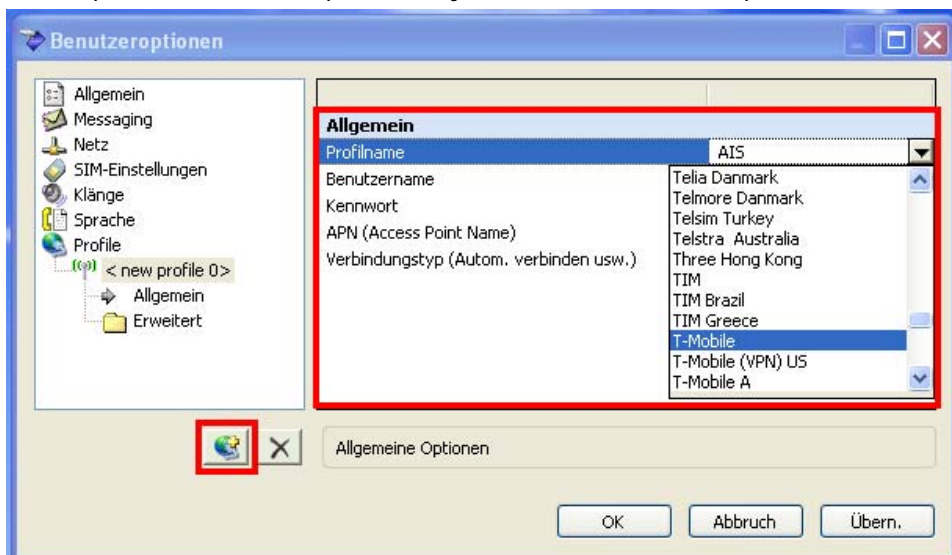 Benutzeroptionen
Allgemein
Messaging
Netz
SIM-Einstellungen
Klänge
Sprache
Profile
< new profile 0>
Allgemein
Erweitert
Allgemein
Profilname AIS
Benutzername
Kennwort
APN (Access Point Name)
Verbindungstyp (Autom. verbinden usw.)
Telia Danmark
Telmore Danmark
Telsim Turkey
Telstra Australia
Three Hong Kong
TIM
TIM Brazil
TIM Greece
T-Mobile
T-Mobile (VPN) US
T-Mobile A
Allgemeine Optionen
OK Abbruch Übern.